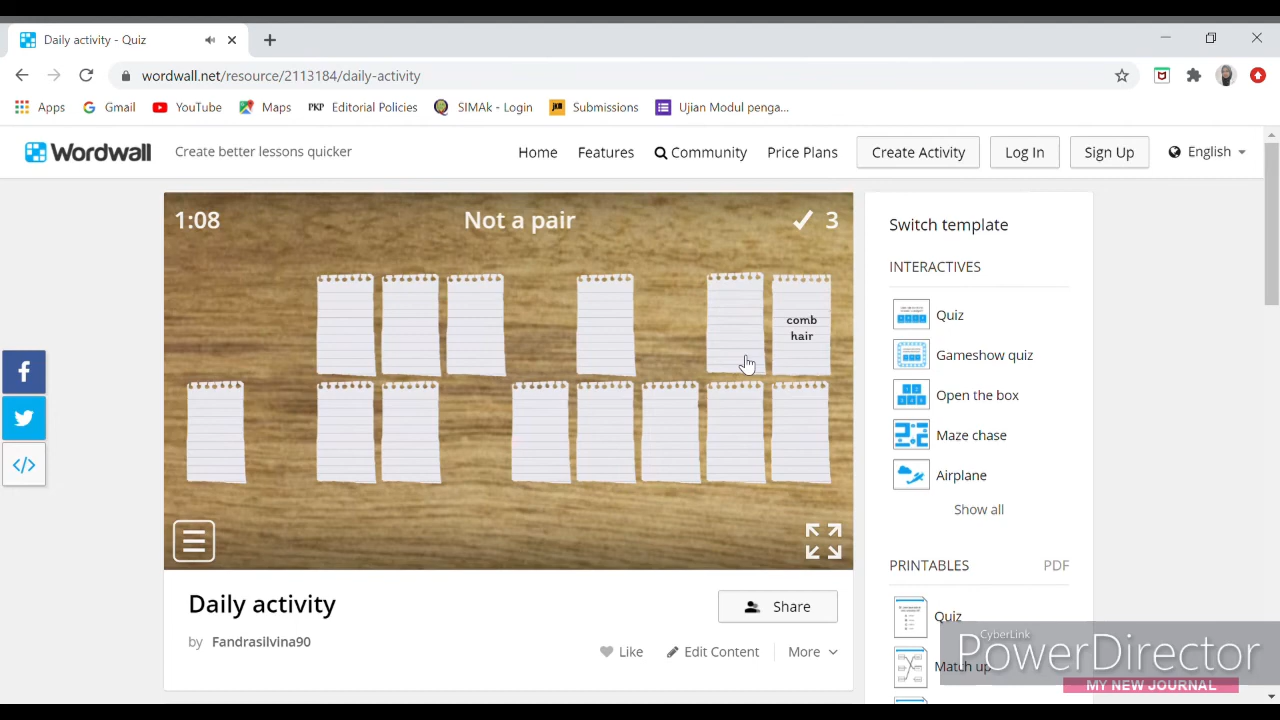 Daily activity - Quiz
wordwall.net/resource/2113184/daily-activity
Apps
Gmail
YouTube
Maps
PKP Editorial Policies
SIMAk - Login
Submissions
Ujian Modul penga...
Wordwall
Create better lessons quicker
Home
Features
Community
Price Plans
Create Activity
Log In
Sign Up
English
1:08
Not a pair
3
comb
hair
Daily activity
by Fandrasilvina90
Share
Like
Edit Content
More
Switch template
INTERACTIVES
Quiz
Gameshow quiz
Open the box
Maze chase
Airplane
Show all
PRINTABLES
PDF
Quiz
Match up
CyberLink
PowerDirector
MY NEW JOURNAL